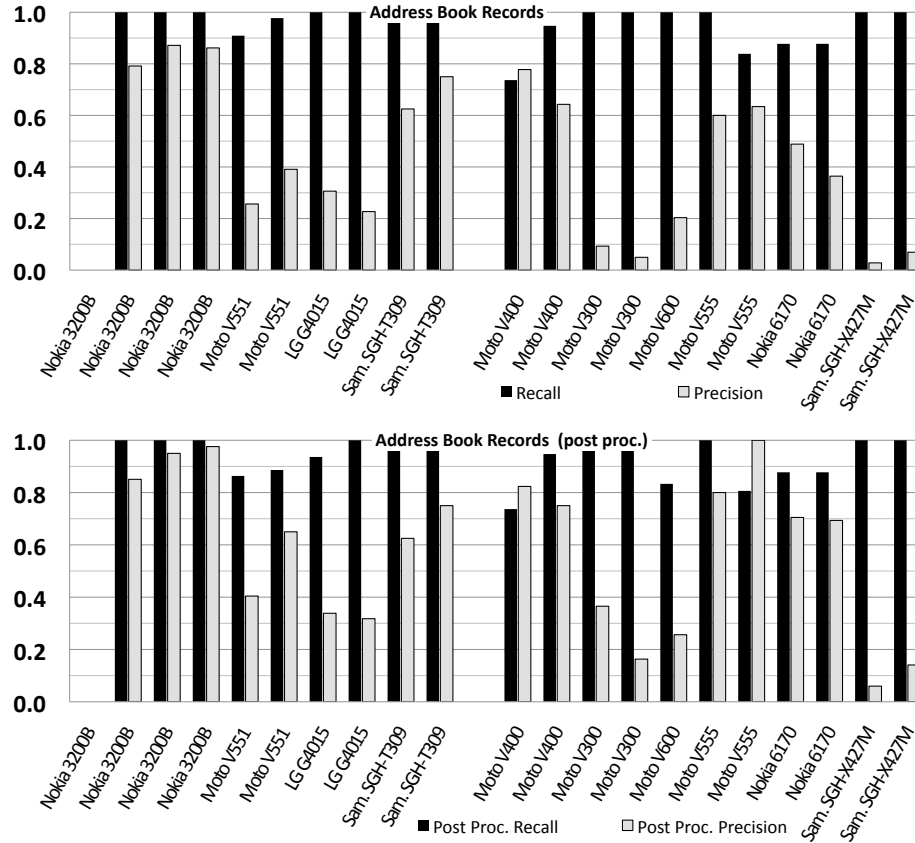 Address Book Records
1.0
0.8
0.6
0.4
0.2
0.0
Nokia 3200B
Nokia 3200B
Nokia 3200B
Nokia 3200B
Moto V551
Moto V551
LG G4015
LG G4015
Sam. SGH-T309
Sam. SGH-T309
Moto V400
Moto V400
Moto V300
Moto V300
Moto V600
Moto V555
Moto V555
Nokia 6170
Nokia 6170
Sam. SGH-X427M
Sam. SGH-X427M
Recall
Precision
Address Book Records (post proc.)
1.0
0.8
0.6
0.4
0.2
0.0
Nokia 3200B
Nokia 3200B
Nokia 3200B
Nokia 3200B
Moto V551
Moto V551
LG G4015
LG G4015
Sam. SGH-T309
Sam. SGH-T309
Moto V400
Moto V400
Moto V300
Moto V300
Moto V600
Moto V555
Moto V555
Nokia 6170
Nokia 6170
Sam. SGH-X427M
Sam. SGH-X427M
Post Proc. Recall
Post Proc. Precision